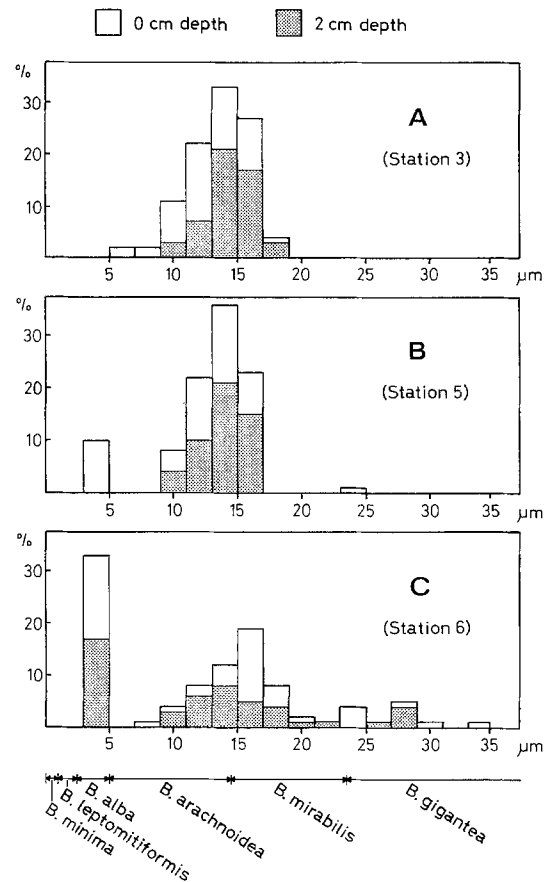 0 cm depth 2 cm depth
%
30
20
10
A
(Station 3)
5 10 15 20 25 30 35 µm
%
30
20
10
B
(Station 5)
5 10 15 20 25 30 35 µm
%
30
20
10
C
(Station 6)
5 10 15 20 25 30 35 µm
B. minima
B. leptomitiformis
B. alba
B. arachnoidea
B. mirabilis
B. gigantea